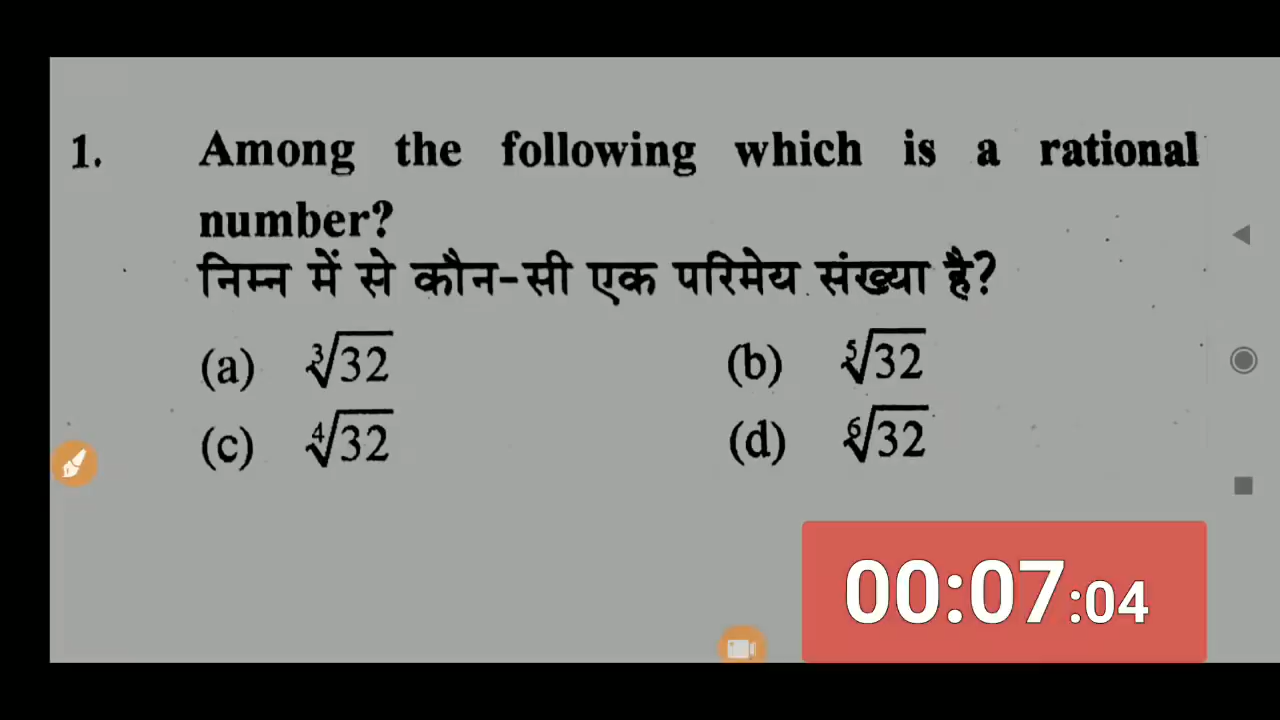 1. Among the following which is a rational
number?
निम्न में से कौन-सी एक परिमेय संख्या है?
(a) ∛32 (b) ⁵√32
(c) ∜32 (d) ⁶√32
00:07:04